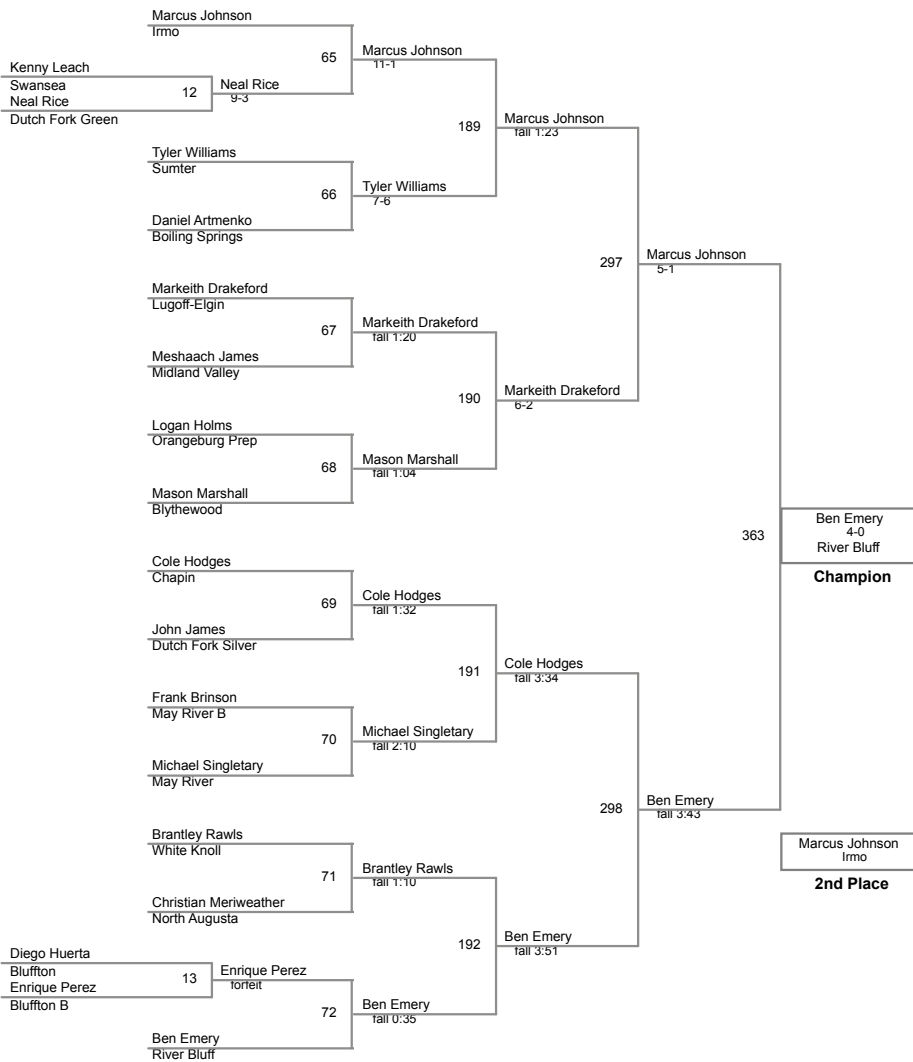 Marcus Johnson
Irmo
65
Marcus Johnson
11-1
Kenny Leach
Swansea
12
Neal Rice
9-3
Neal Rice
Dutch Fork Green
189
Marcus Johnson
fall 1:23
Tyler Williams
Sumter
66
Tyler Williams
7-6
Daniel Artmenko
Boiling Springs
297
Marcus Johnson
5-1
Markeith Drakeford
Lugoff-Elgin
67
Markeith Drakeford
fall 1:20
Meshaach James
Midland Valley
190
Markeith Drakeford
6-2
Logan Holms
Orangeburg Prep
68
Mason Marshall
fall 1:04
Mason Marshall
Blythewood
363
Ben Emery
4-0
River Bluff
Champion
Cole Hodges
Chapin
69
Cole Hodges
fall 1:32
John James
Dutch Fork Silver
191
Cole Hodges
fall 3:34
Frank Brinson
May River B
70
Michael Singletary
fall 2:10
Michael Singletary
May River
298
Ben Emery
fall 3:43
Brantley Rawls
White Knoll
71
Brantley Rawls
fall 1:10
Christian Meriweather
North Augusta
Marcus Johnson
Irmo
2nd Place
192
Ben Emery
fall 3:51
Diego Huerta
Bluffton
13
Enrique Perez
forfeit
Enrique Perez
Bluffton B
72
Ben Emery
fall 0:35
Ben Emery
River Bluff